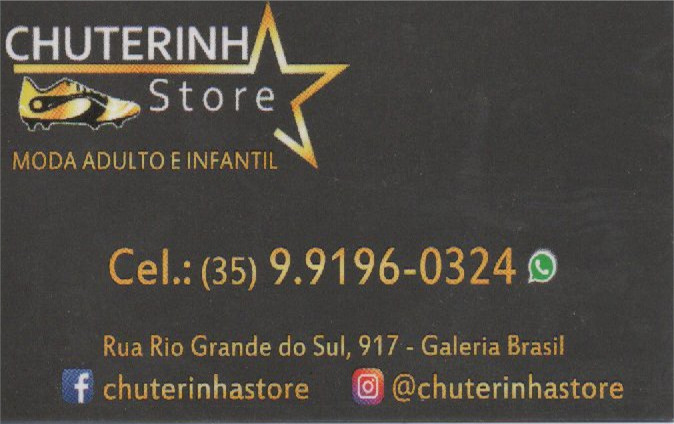 CHUTERINHA
Store
MODA ADULTO E INFANTIL
Cel.: (35) 9.9196-0324
Rua Rio Grande do Sul, 917 - Galeria Brasil
chuterinhastore @chuterinhastore